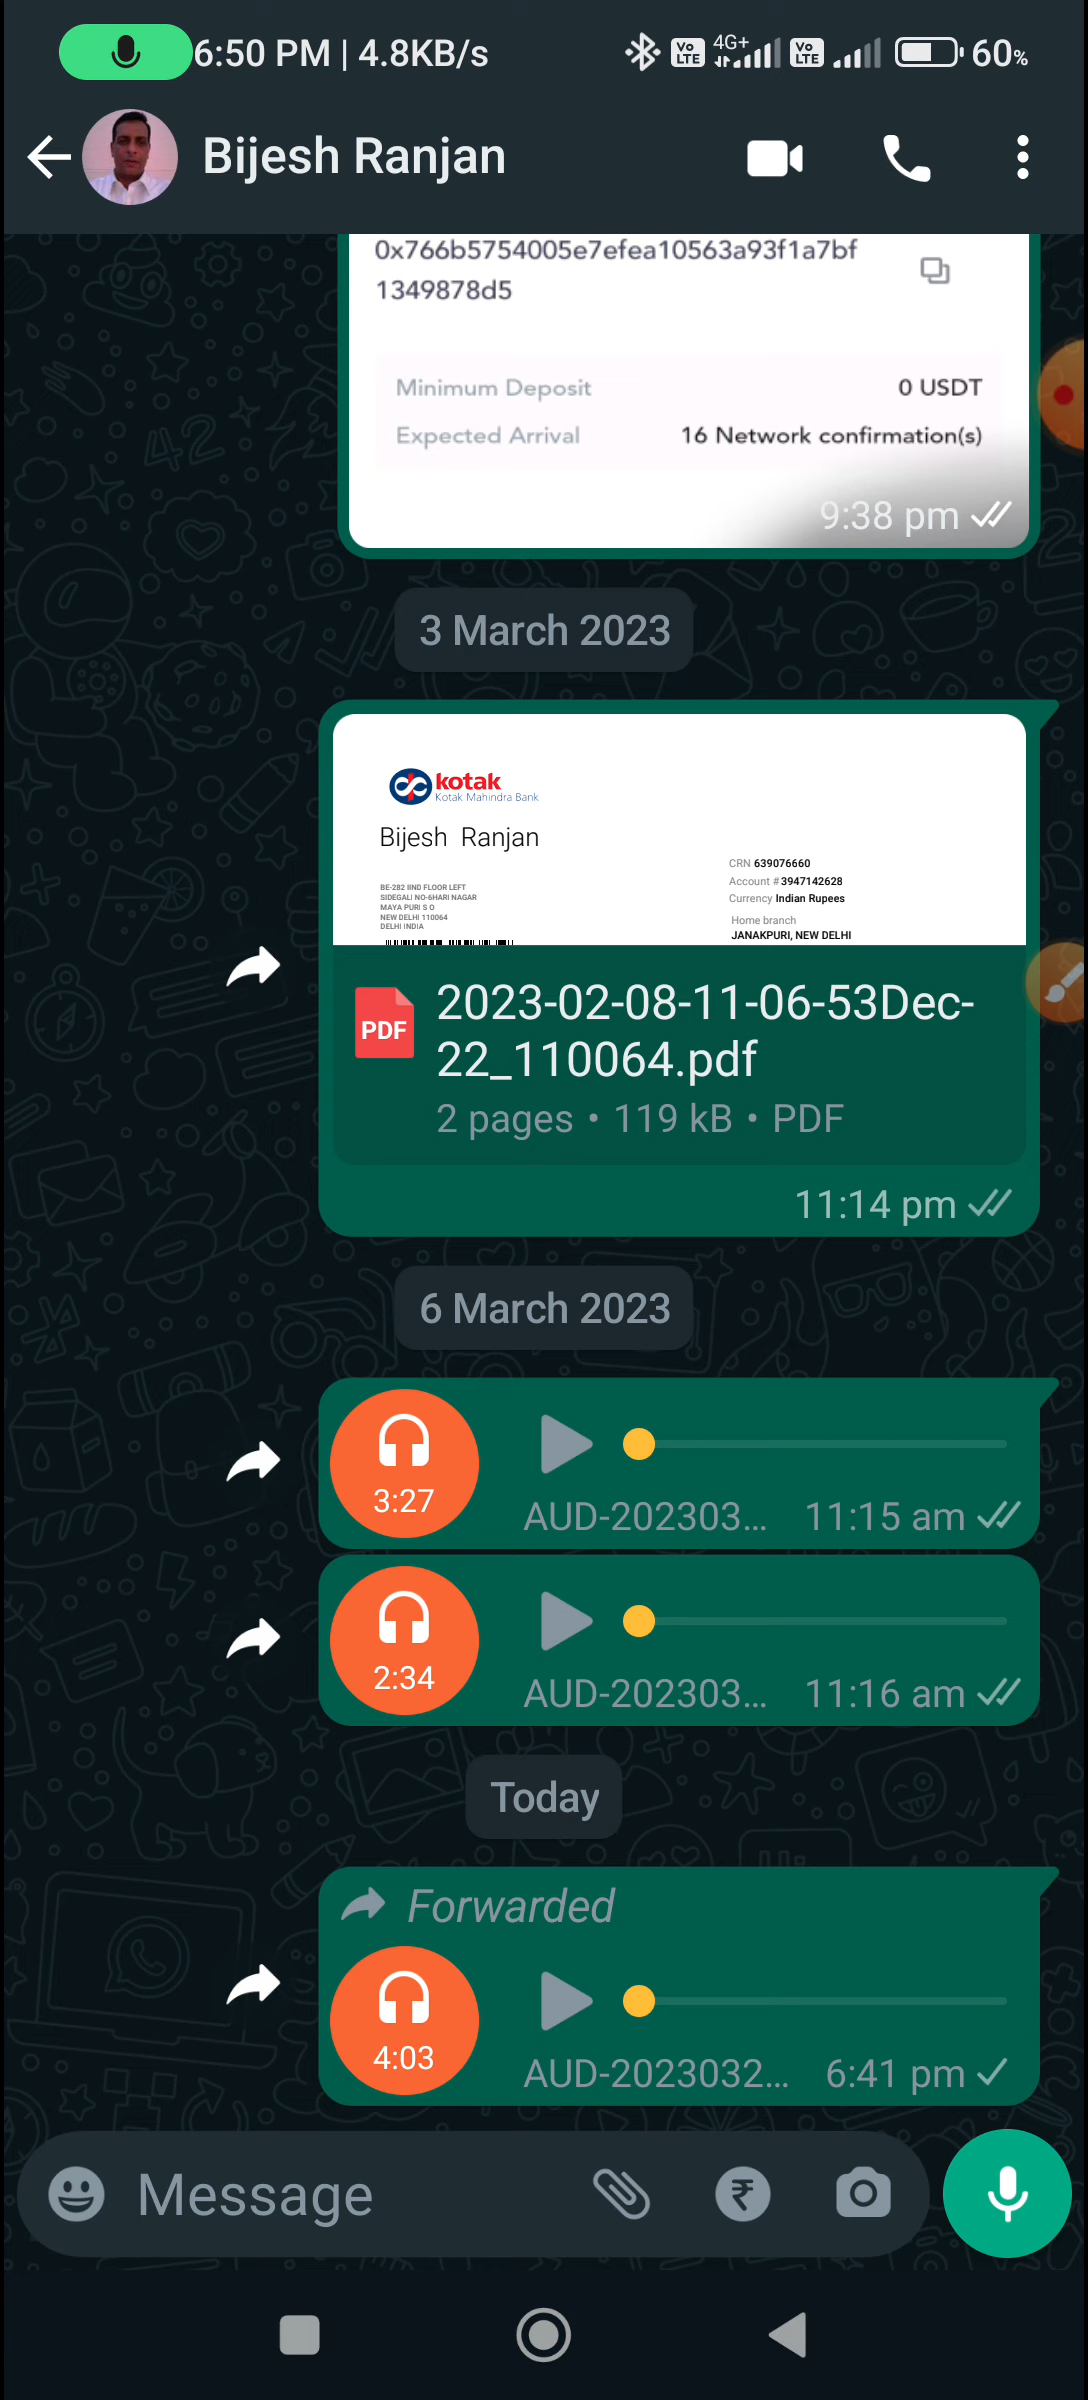 6:50 PM | 4.8KB/s
Vo LTE 4G+ Vo LTE 60%
Bijesh Ranjan
0x766b5754005e7efea10563a93f1a7bf
1349878d5
Minimum Deposit 0 USDT
Expected Arrival 16 Network confirmation(s)
9:38 pm
3 March 2023
kotak
Kotak Mahindra Bank
Bijesh Ranjan
CRN 639076660
Account # 3947142628
Currency Indian Rupees
Home branch
JANAKPURI, NEW DELHI
BE-282 IIND FLOOR LEFT
SIDEGALI NO-6HARI NAGAR
MAYA PURI S O
NEW DELHI 110064
DELHI INDIA
PDF
2023-02-08-11-06-53Dec-
22_110064.pdf
2 pages • 119 kB • PDF
11:14 pm
6 March 2023
3:27
AUD-202303... 11:15 am
2:34
AUD-202303... 11:16 am
Today
Forwarded
4:03
AUD-2023032... 6:41 pm
Message